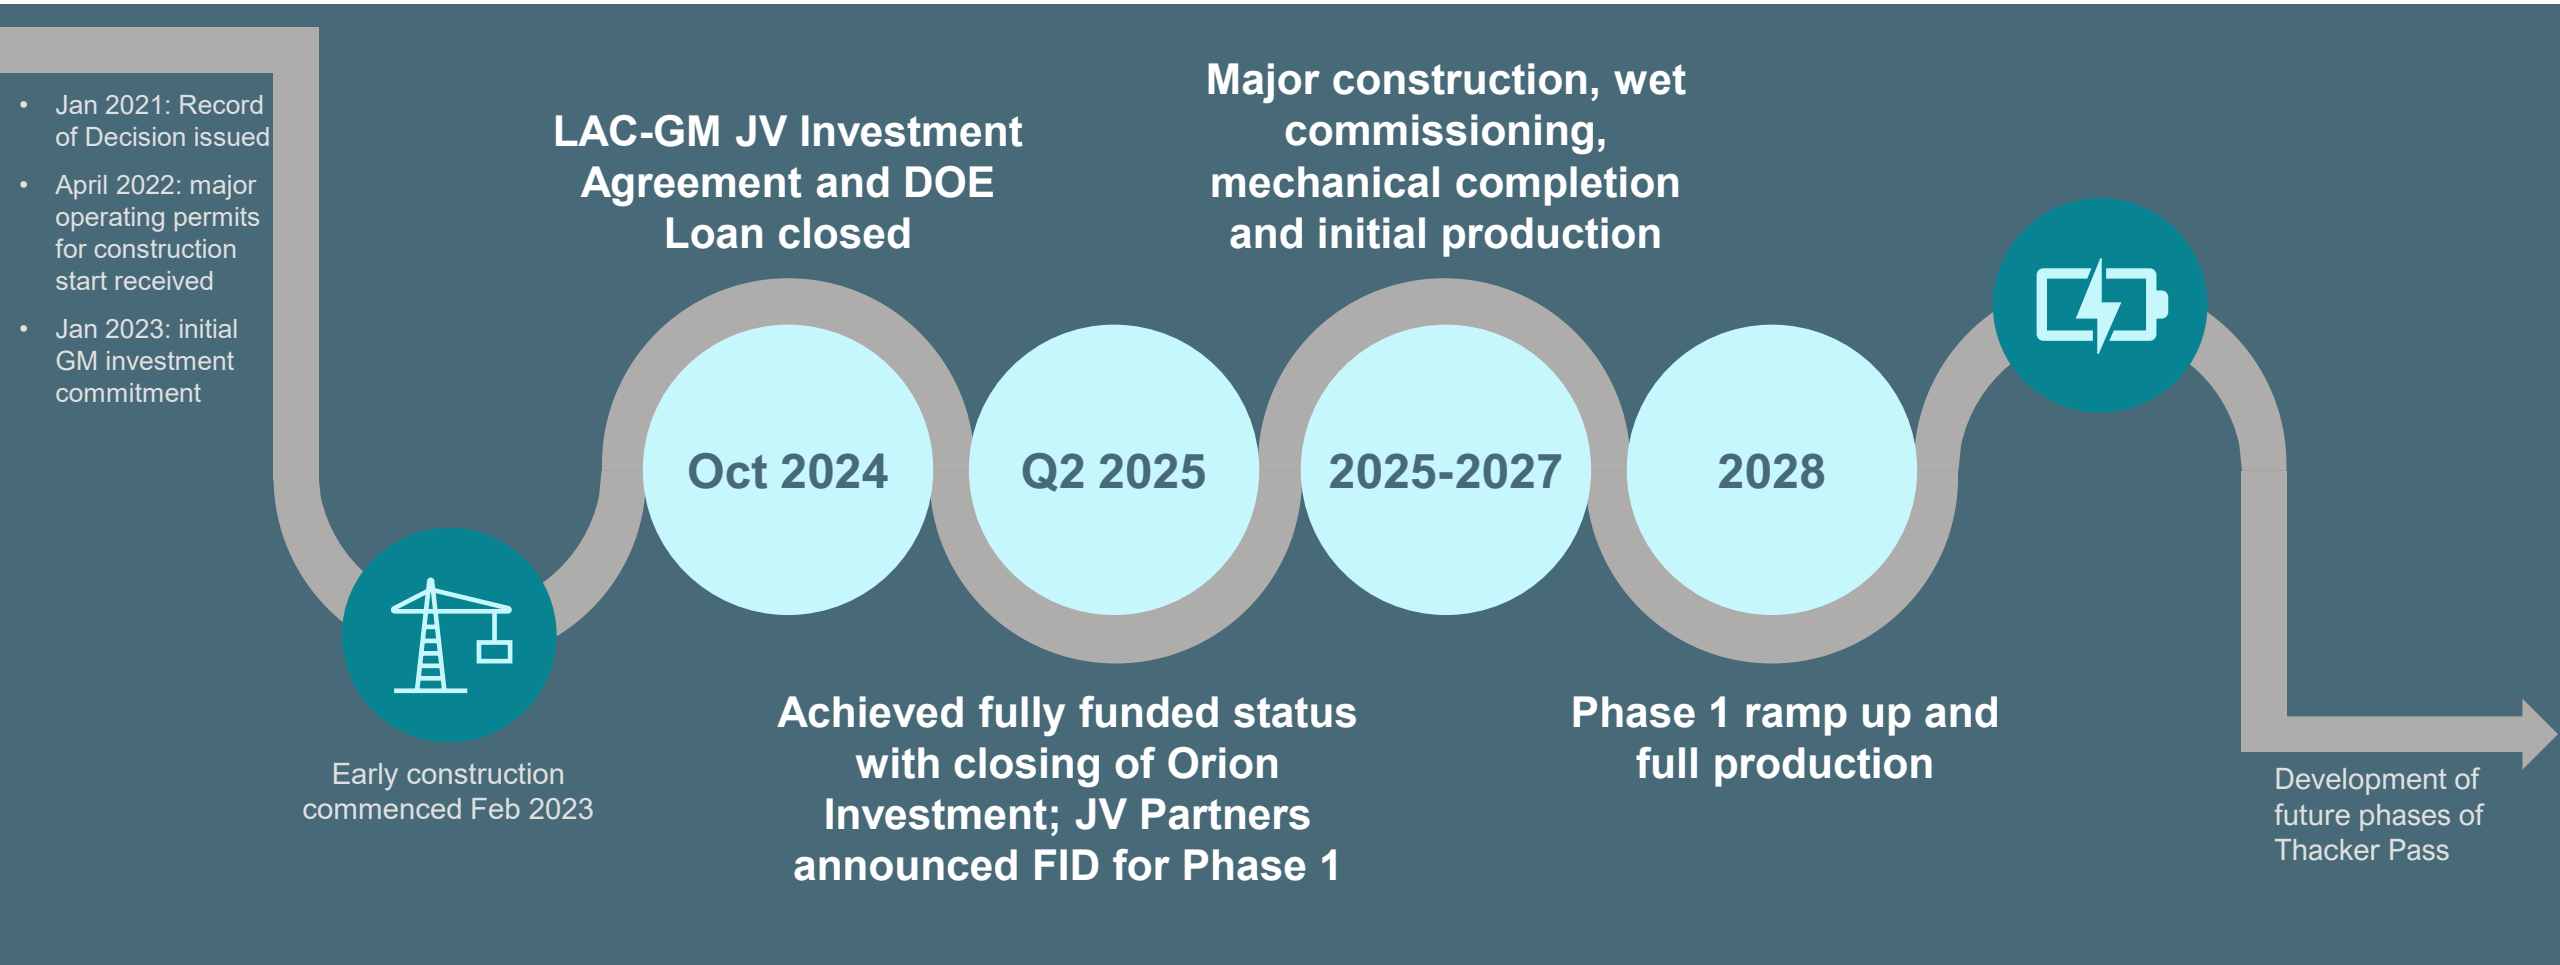 • Jan 2021: Record
of Decision issued
• April 2022: major
operating permits
for construction
start received
• Jan 2023: initial
GM investment
commitment
Early construction
commenced Feb 2023
LAC-GM JV Investment
Agreement and DOE
Loan closed
Oct 2024
Q2 2025
Achieved fully funded status
with closing of Orion
Investment; JV Partners
announced FID for Phase 1
Major construction, wet
commissioning,
mechanical completion
and initial production
2025-2027
2028
Phase 1 ramp up and
full production
Development of
future phases of
Thacker Pass